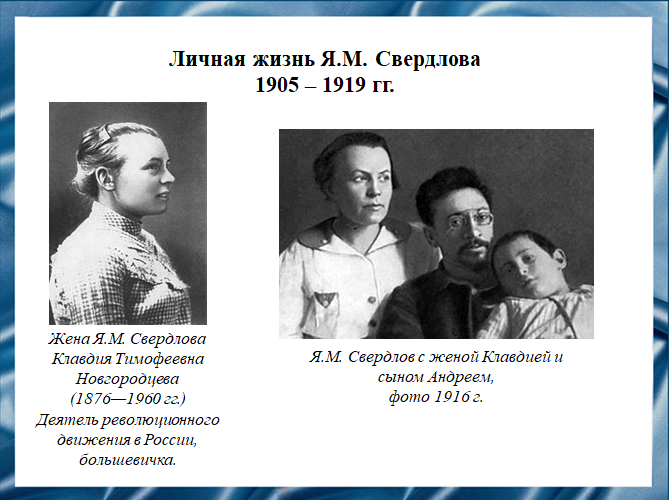 Личная жизнь Я.М. Свердлова
1905 – 1919 гг.
Жена Я.М. Свердлова
Клавдия Тимофеевна
Новгородцева
(1876—1960 гг.)
Деятель революционного
движения в России,
большевичка.
Я.М. Свердлов с женой Клавдией и
сыном Андреем,
фото 1916 г.